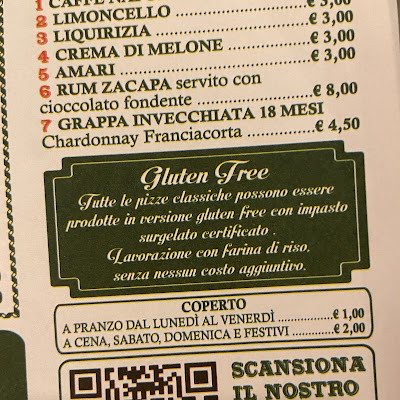 1 CAFFÈ
2 LIMONCELLO ........ € 3,00
3 LIQUIRIZIA ........ € 3,00
4 CREMA DI MELONE ........ € 3,00
5 AMARI ........ € 3,00
6 RUM ZACAPA servito con
cioccolato fondente ........ € 8,00
7 GRAPPA INVECCHIATA 18 MESI
Chardonnay Franciacorta ........ € 4,50
Gluten Free
Tutte le pizze classiche possono essere
prodotte in versione gluten free con impasto
surgelato certificato .
Lavorazione con farina di riso,
senza nessun costo aggiuntivo.
COPERTO
A PRANZO DAL LUNEDÌ AL VENERDÌ ........ € 1,00
A CENA, SABATO, DOMENICA E FESTIVI ........ € 2,00
SCANSIONA
IL NOSTRO